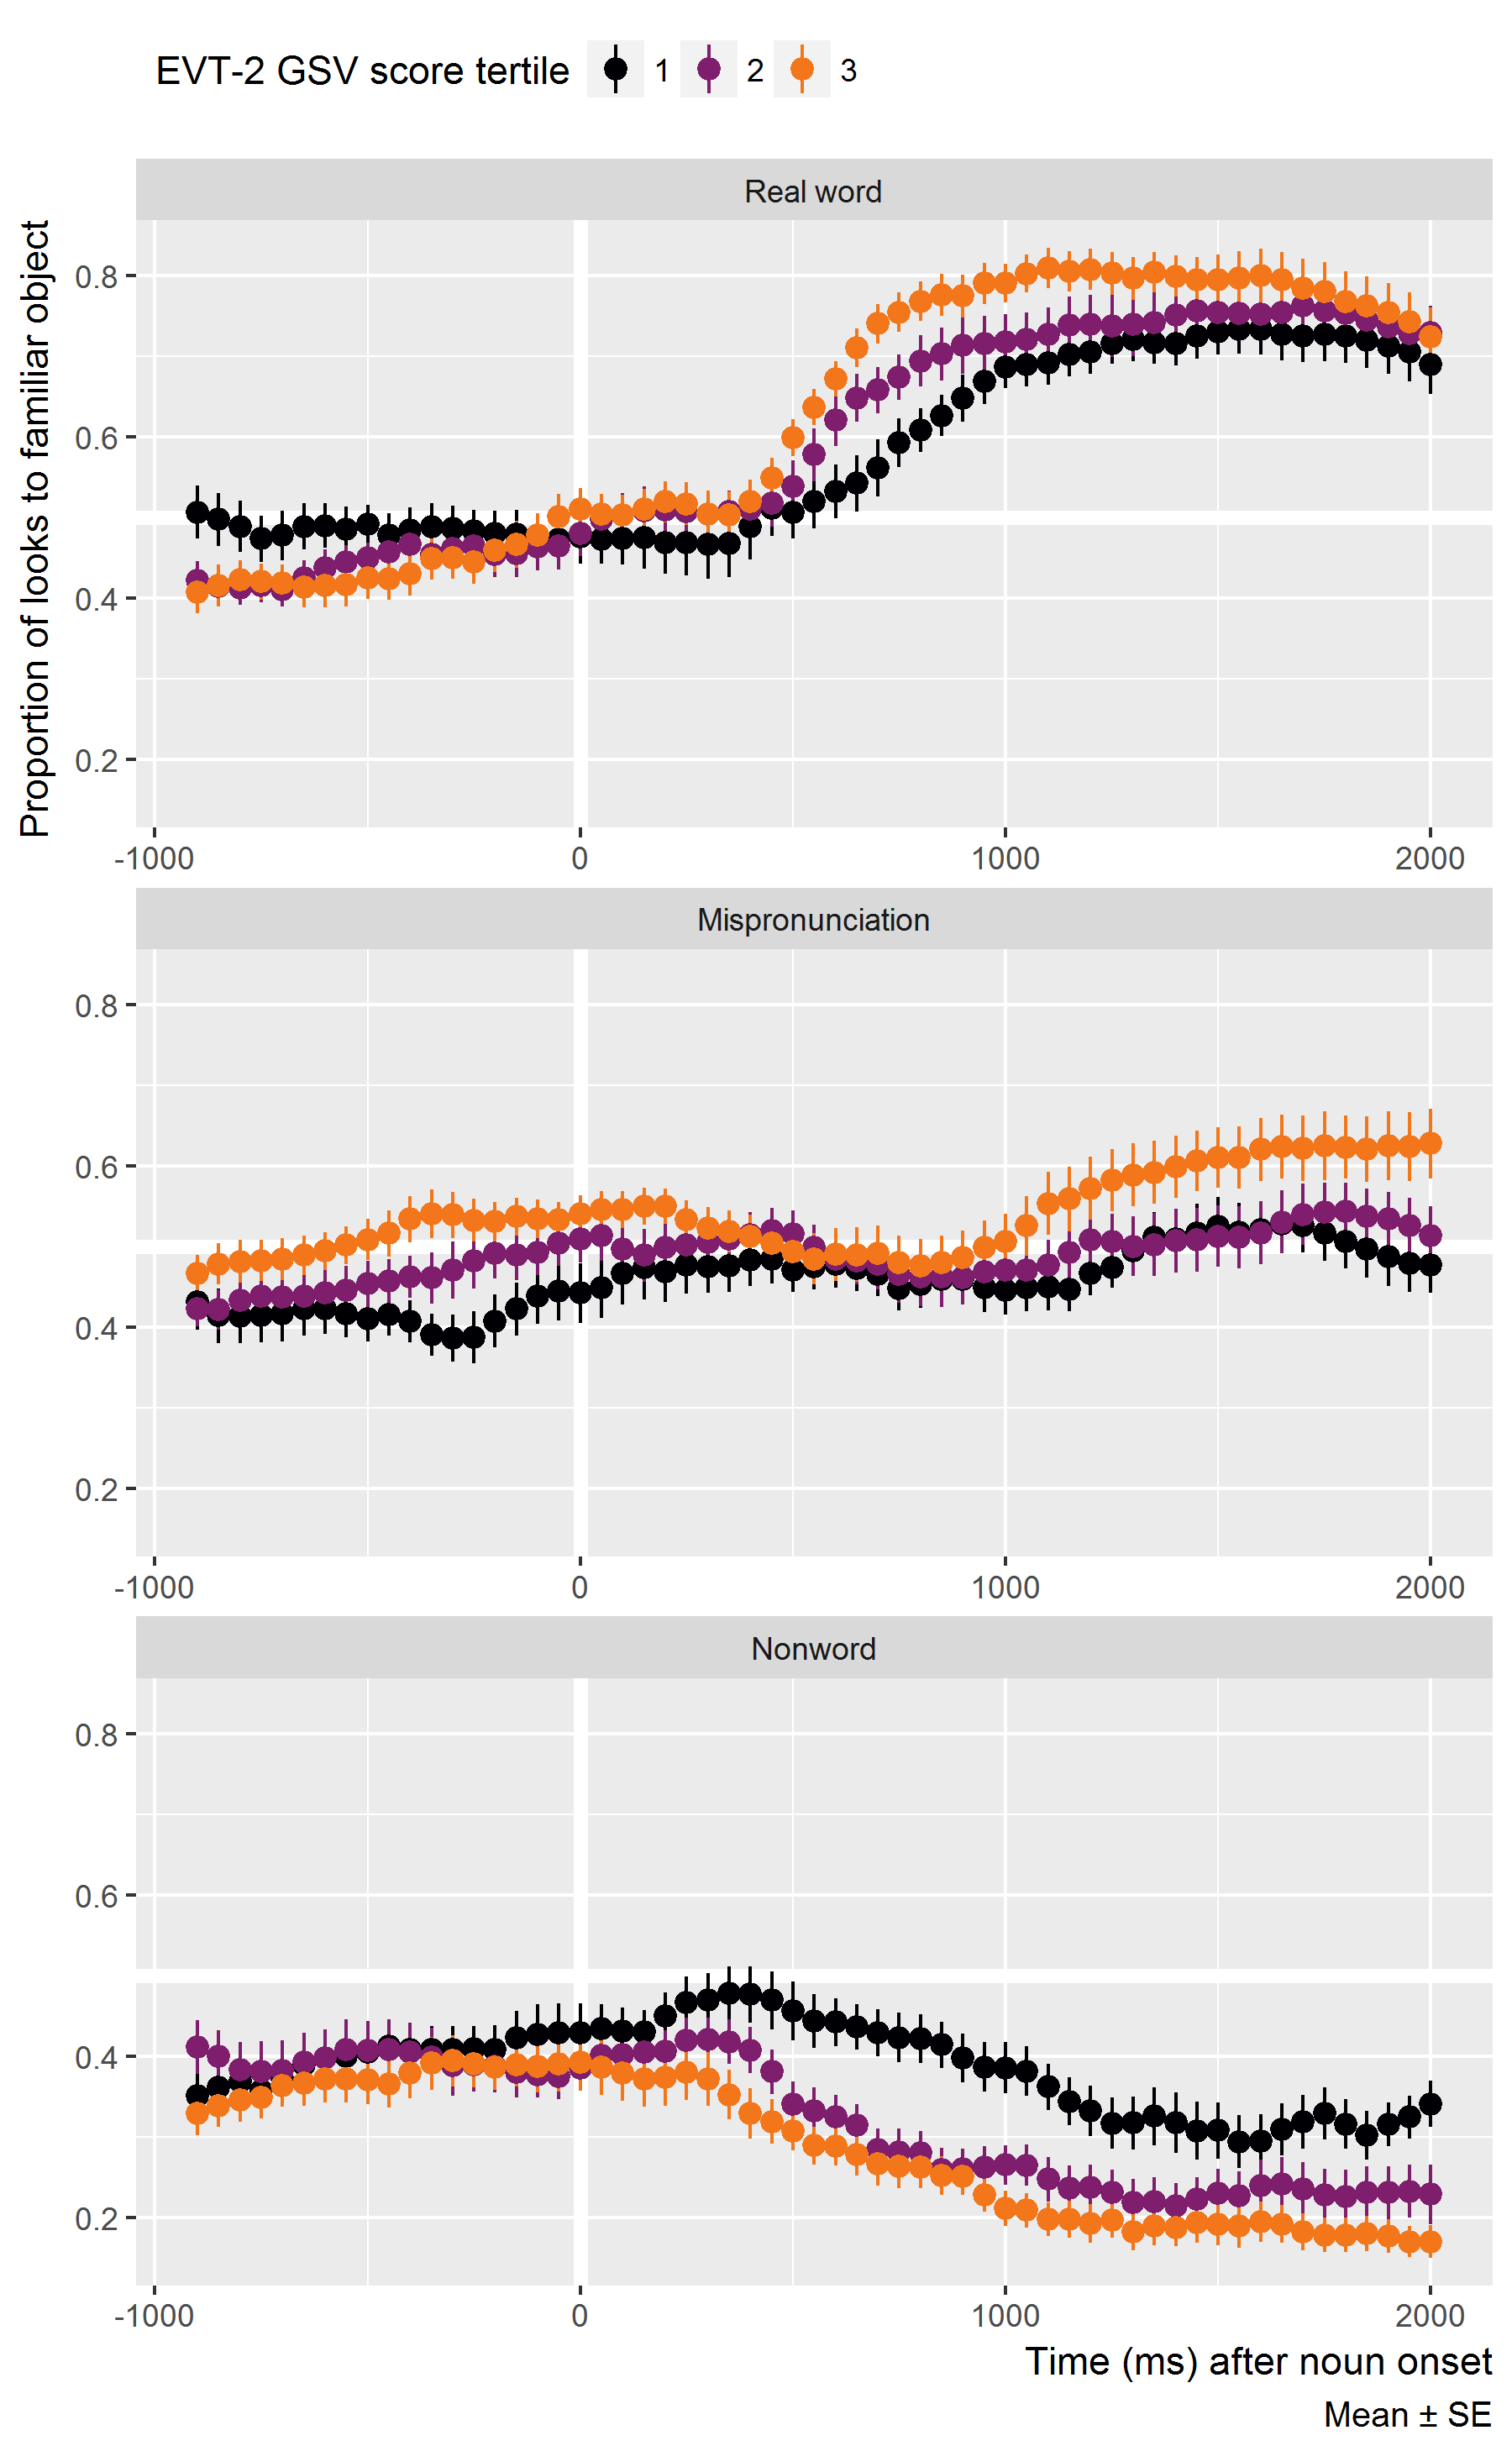 EVT-2 GSV score tertile 1 2 3
Real word
Proportion of looks to familiar object
0.8
0.6
0.4
0.2
-1000 0 1000 2000
Mispronunciation
0.8
0.6
0.4
0.2
-1000 0 1000 2000
Nonword
0.8
0.6
0.4
0.2
-1000 0 1000 2000
Time (ms) after noun onset
Mean ± SE